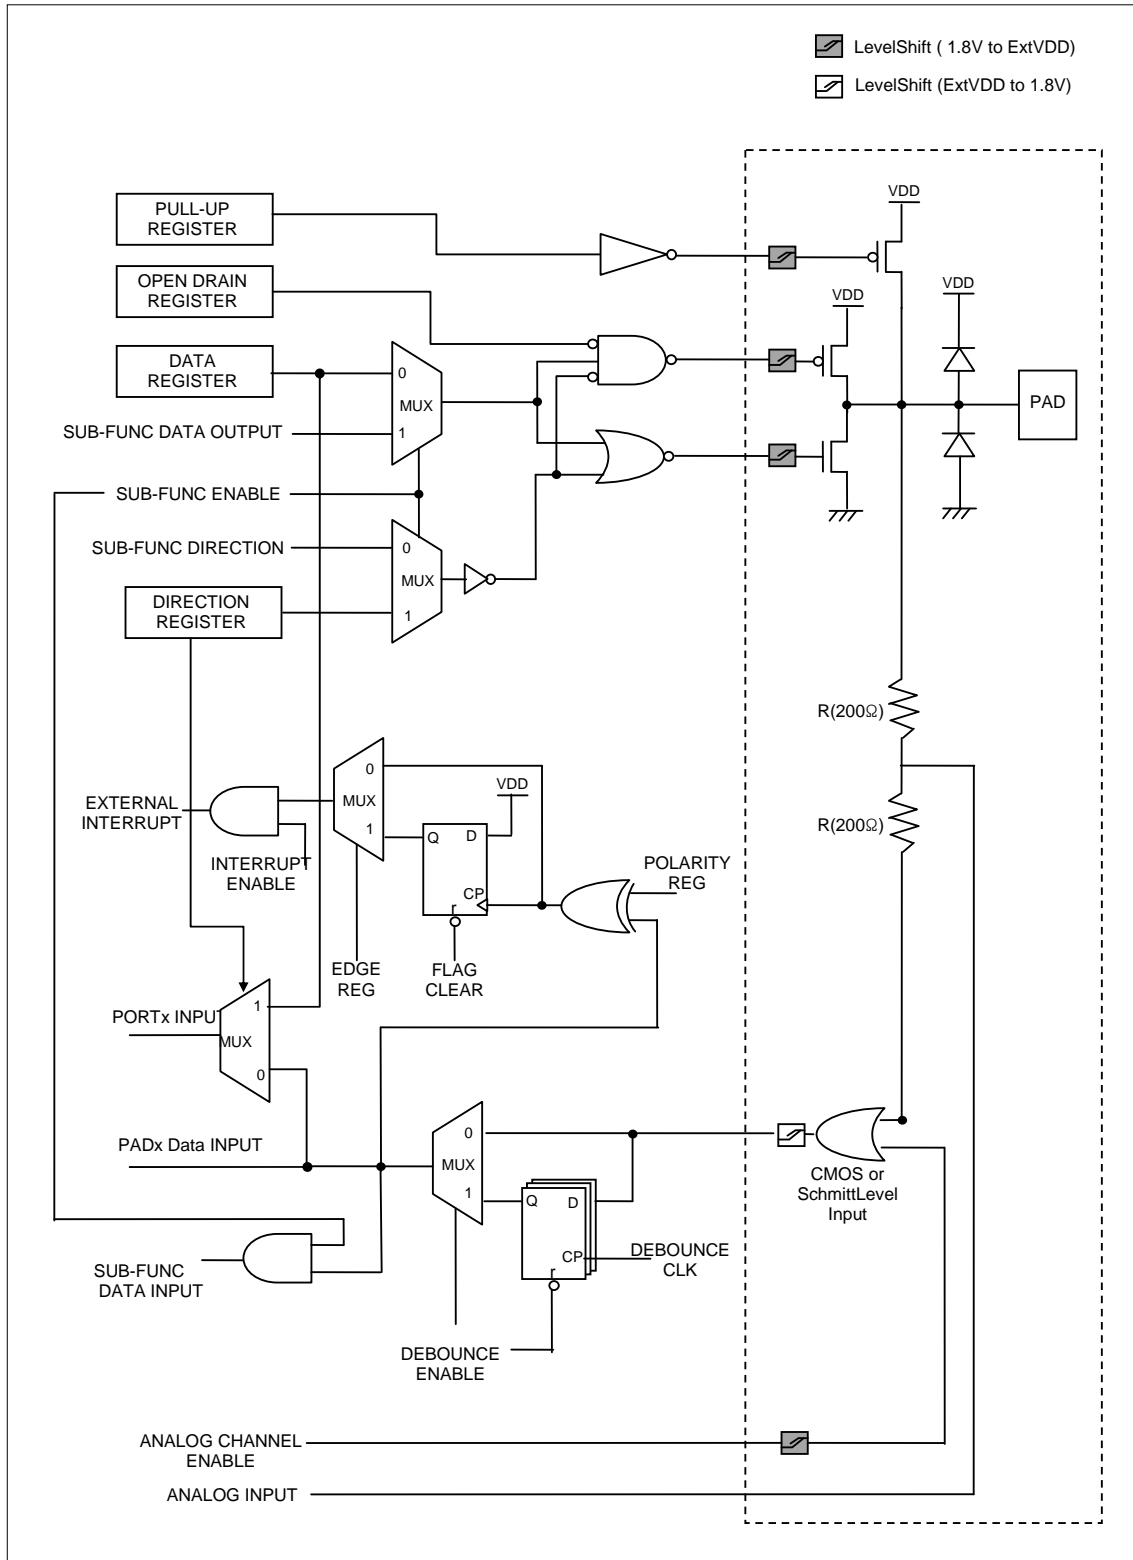 LevelShift ( 1.8V to ExtVDD)
LevelShift (ExtVDD to 1.8V)
PULL-UP
REGISTER
VDD
OPEN DRAIN
REGISTER
VDD
VDD
DATA
REGISTER
0
MUX
1
PAD
SUB-FUNC DATA OUTPUT
SUB-FUNC ENABLE
SUB-FUNC DIRECTION
0
MUX
1
DIRECTION
REGISTER
R(200Ω)
0
MUX
1
VDD
EXTERNAL
INTERRUPT
R(200Ω)
Q
D
CP
r
INTERRUPT
ENABLE
POLARITY
REG
EDGE
REG
FLAG
CLEAR
PORTx INPUT
1
MUX
0
PADx Data INPUT
0
MUX
1
CMOS or
SchmittLevel
Input
Q
D
CP
r
DEBOUNCE
CLK
SUB-FUNC
DATA INPUT
DEBOUNCE
ENABLE
ANALOG CHANNEL
ENABLE
ANALOG INPUT